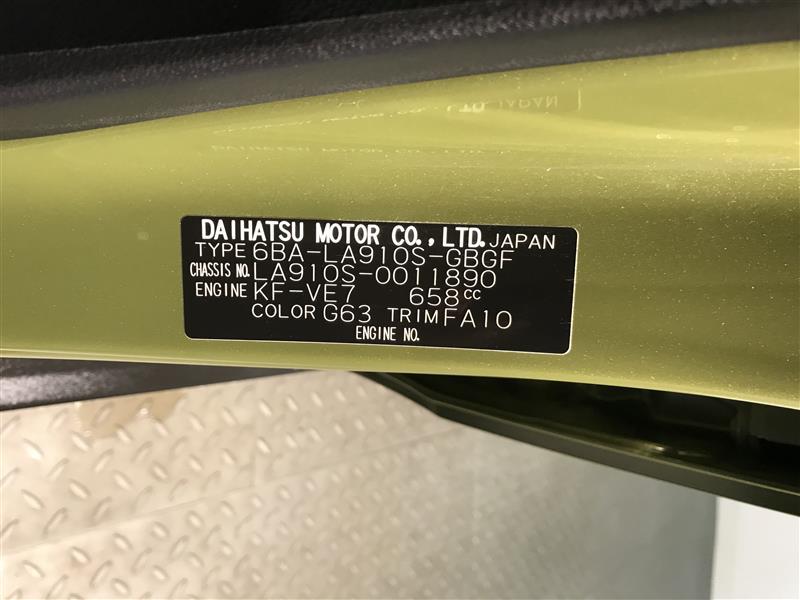 DAIHATSU MOTOR CO., LTD. JAPAN
TYPE 6BA-LA910S-GBGF
CHASSIS NO. LA910S-0011890
ENGINE KF-VE7 658cc
COLOR G63 TRIM FA10
ENGINE NO.